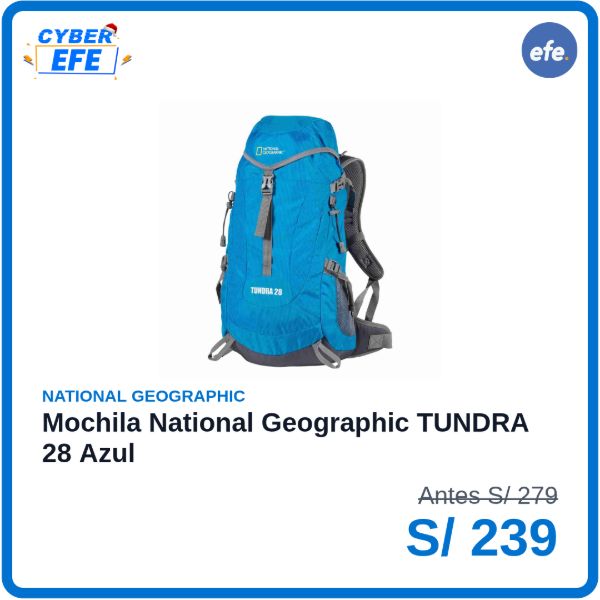 CYBER
EFE
efe.
NATIONAL GEOGRAPHIC
TUNDRA 28
NATIONAL GEOGRAPHIC
Mochila National Geographic TUNDRA
28 Azul
Antes S/ 279
S/ 239